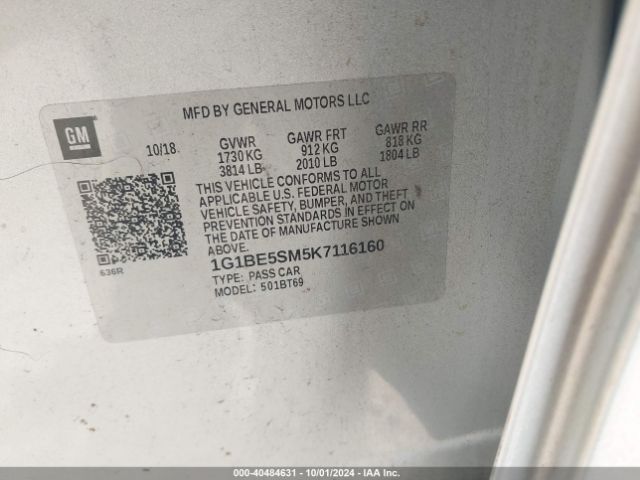 MFD BY GENERAL MOTORS LLC
GM
10/18 GVWR GAWR FRT GAWR RR
1730 KG 912 KG 818 KG
3814 LB 2010 LB 1804 LB
THIS VEHICLE CONFORMS TO ALL
APPLICABLE U.S. FEDERAL MOTOR
VEHICLE SAFETY, BUMPER, AND THEFT
PREVENTION STANDARDS IN EFFECT ON
THE DATE OF MANUFACTURE SHOWN
ABOVE.
636R
1G1BE5SM5K7116160
TYPE: PASS CAR
MODEL: 501BT69
000-40484631 - 10/01/2024 - IAA Inc.